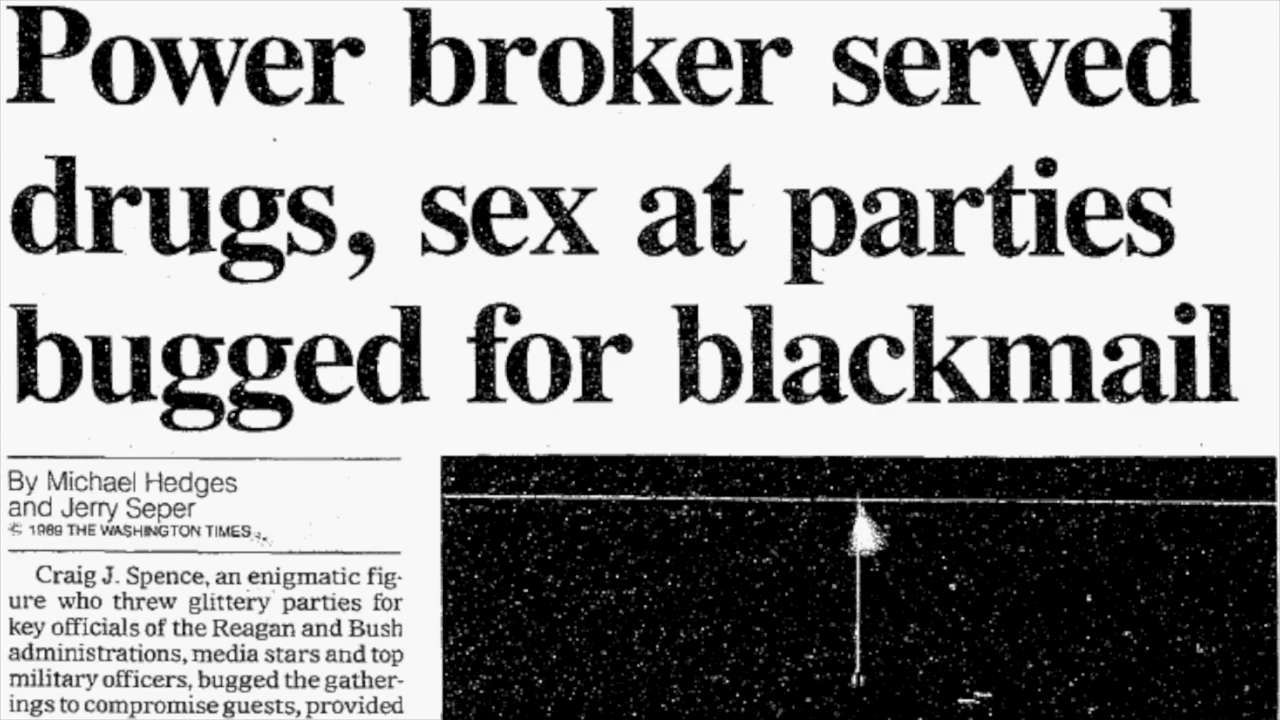 Power broker served
drugs, sex at parties
bugged for blackmail
By Michael Hedges
and Jerry Seper
© 1989 THE WASHINGTON TIMES
Craig J. Spence, an enigmatic fig-
ure who threw glittery parties for
key officials of the Reagan and Bush
administrations, media stars and top
military officers, bugged the gather-
ings to compromise guests, provided